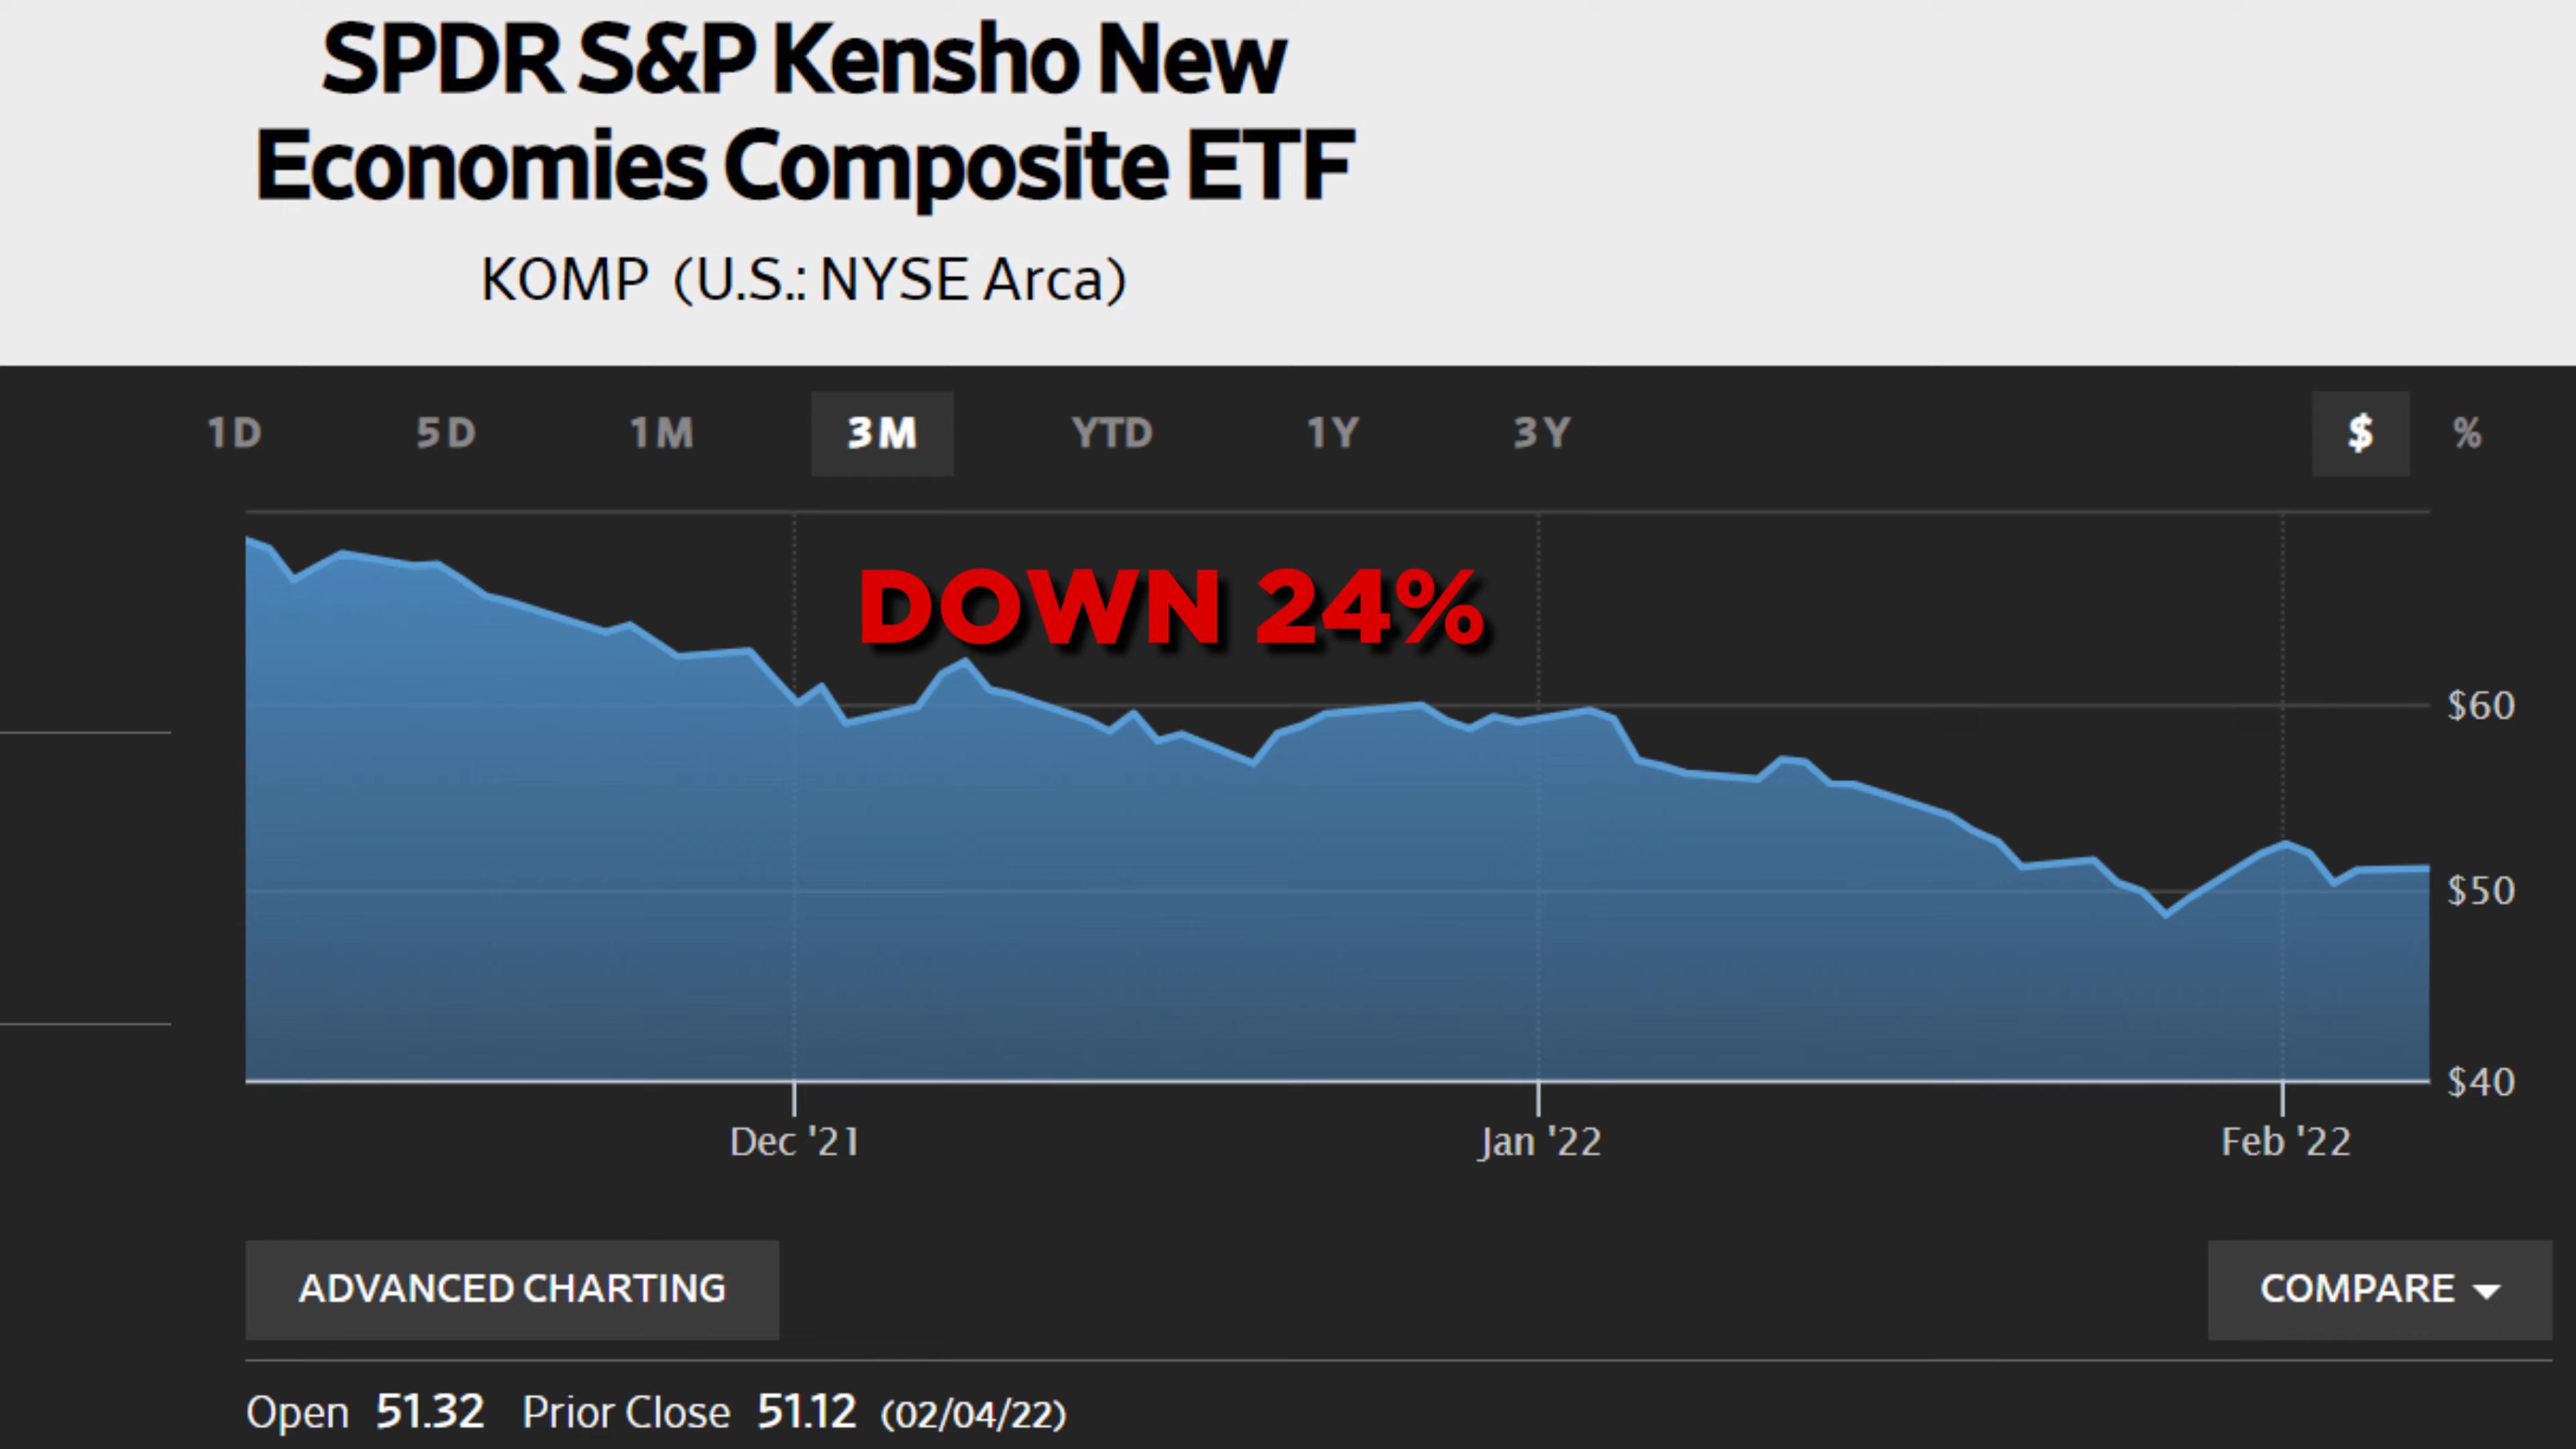 SPDR S&P Kensho New
Economies Composite ETF
KOMP (U.S.: NYSE Arca)
1D 5D 1M 3M YTD 1Y 3Y $ %
DOWN 24%
$60
$50
$40
Dec '21 Jan '22 Feb '22
ADVANCED CHARTING COMPARE
Open 51.32 Prior Close 51.12 (02/04/22)